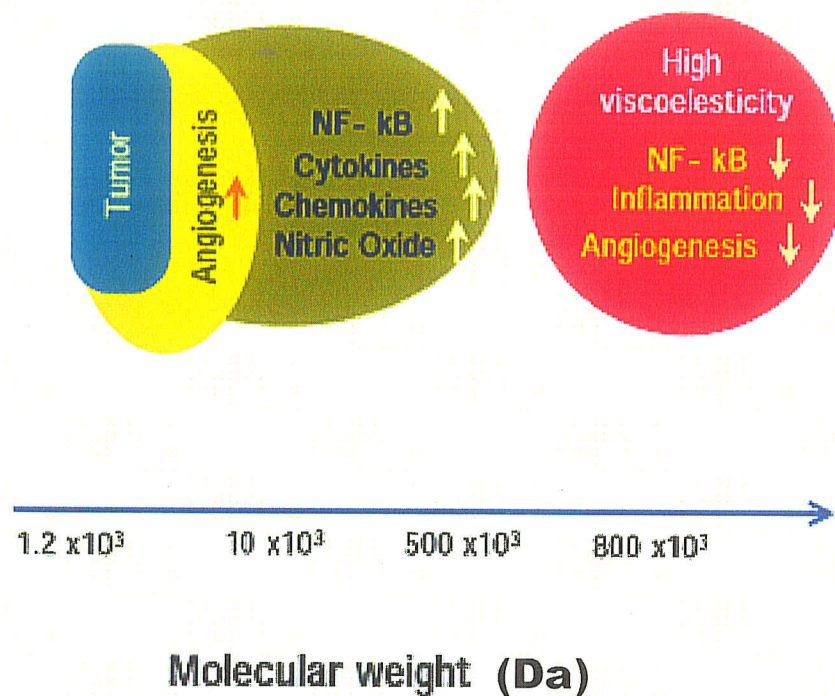 Tumor
Angiogenesis ↑
NF- kB ↑
Cytokines ↑
Chemokines ↑
Nitric Oxide ↑
High
viscoelesticity
NF- kB ↓
Inflammation ↓
Angiogenesis ↓
1.2 x10³ 10 x10³ 500 x10³ 800 x10³
Molecular weight (Da)